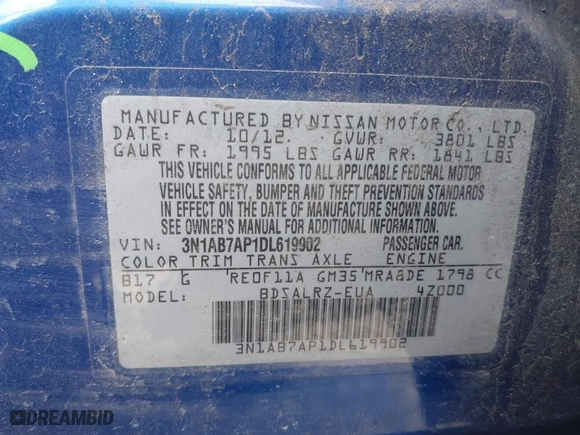 MANUFACTURED BY NISSAN MOTOR CO., LTD.
DATE: 10/12. GVWR: 3801 LBS
GAWR FR: 1995 LBS GAWR RR: 1841 LBS
THIS VEHICLE CONFORMS TO ALL APPLICABLE FEDERAL MOTOR
VEHICLE SAFETY, BUMPER AND THEFT PREVENTION STANDARDS
IN EFFECT ON THE DATE OF MANUFACTURE SHOWN ABOVE.
SEE OWNER'S MANUAL FOR ADDITIONAL INFORMATION.
VIN: 3N1AB7AP1DL619902 PASSENGER CAR.
COLOR TRIM TRANS AXLE ENGINE
B17 G RE0F11A GM35 MRA8DE 1798 CC
MODEL: BDSALRZ-EUA 4Z000
3N1AB7AP1DL619902
DREAMBID